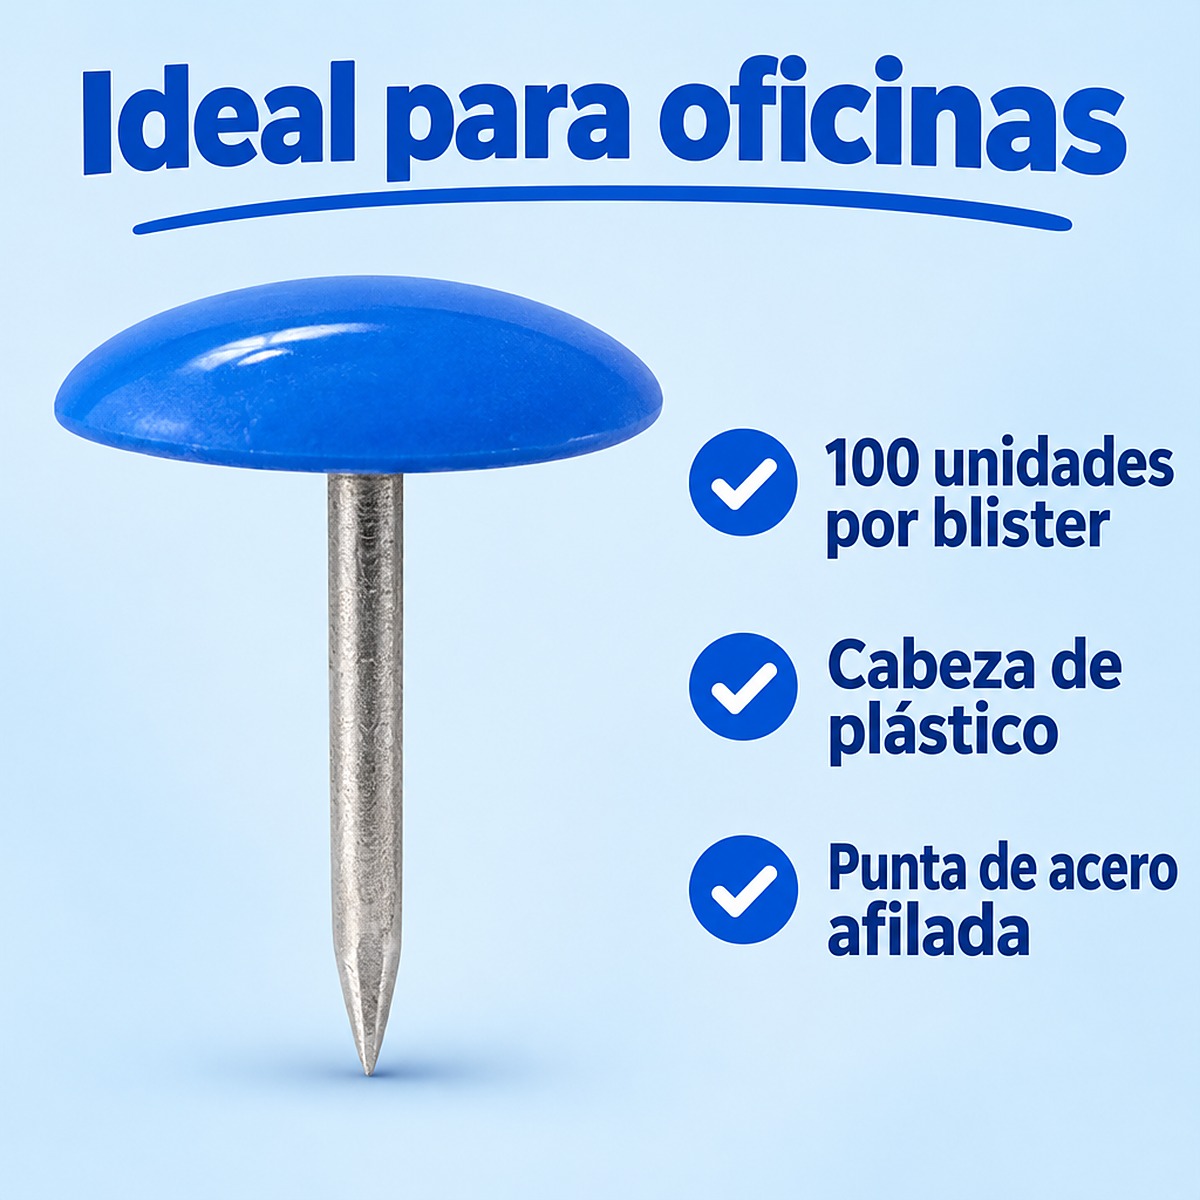 Ideal para oficinas
100 unidades
por blister
Cabeza de
plástico
Punta de acero
afilada